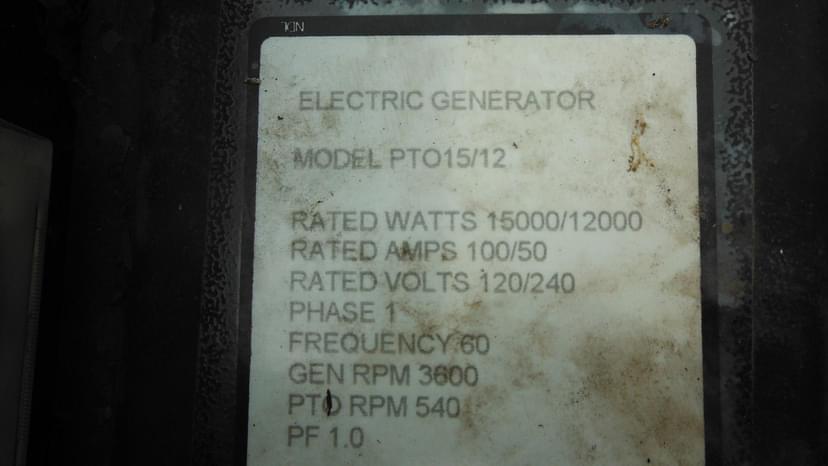 NDL
ELECTRIC GENERATOR
MODEL PTO15/12
RATED WATTS 15000/12000
RATED AMPS 100/50
RATED VOLTS 120/240
PHASE 1
FREQUENCY 60
GEN RPM 3600
PTO RPM 540
PF 1.0